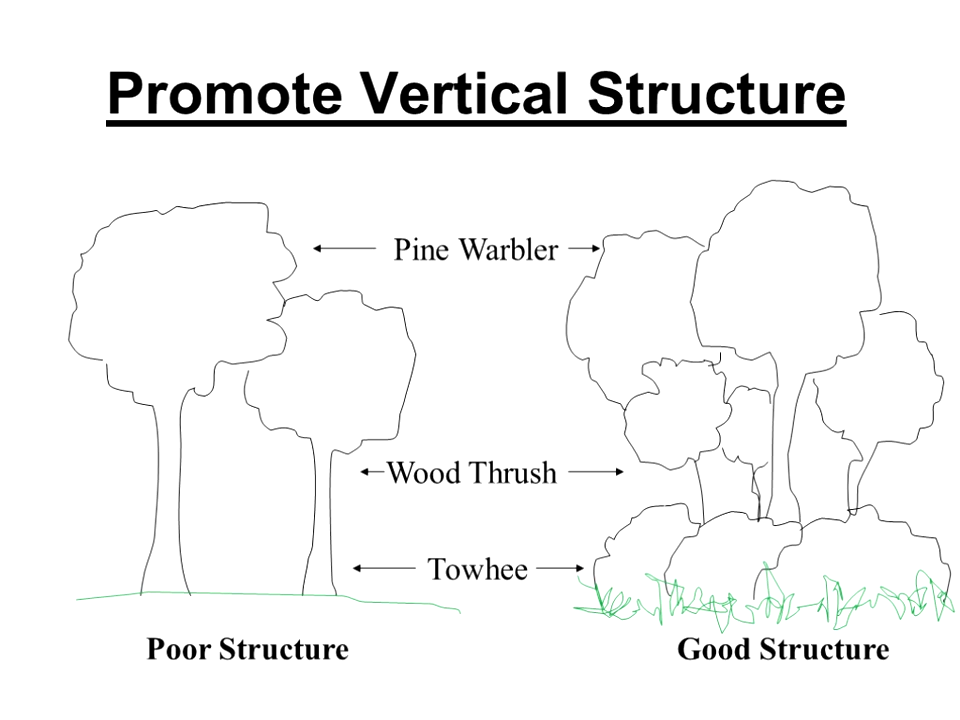 Promote Vertical Structure
Pine Warbler
Wood Thrush
Towhee
Poor Structure
Good Structure